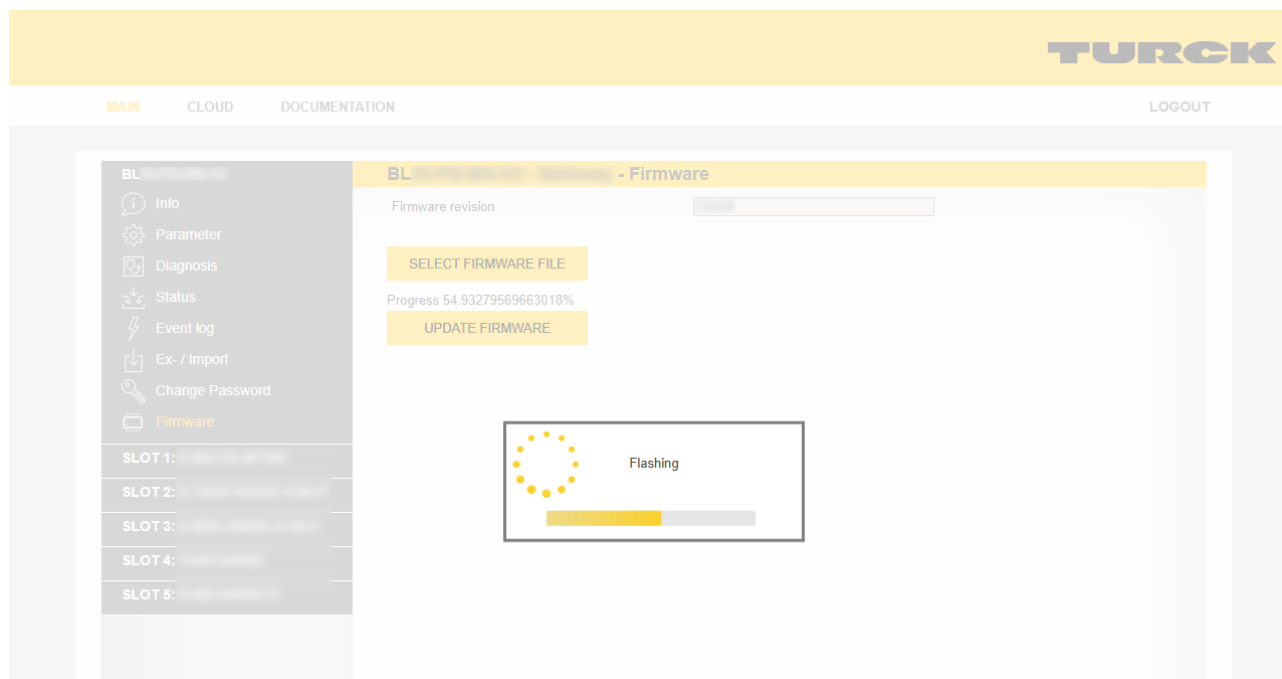 TURCK
MAIN CLOUD DOCUMENTATION LOGOUT
BL
Info
Parameter
Diagnosis
Status
Event log
Ex- / Import
Change Password
Firmware
SLOT 1:
SLOT 2:
SLOT 3:
SLOT 4:
SLOT 5:
BL - Firmware
Firmware revision
SELECT FIRMWARE FILE
Progress 54.93279569663018%
UPDATE FIRMWARE
Flashing